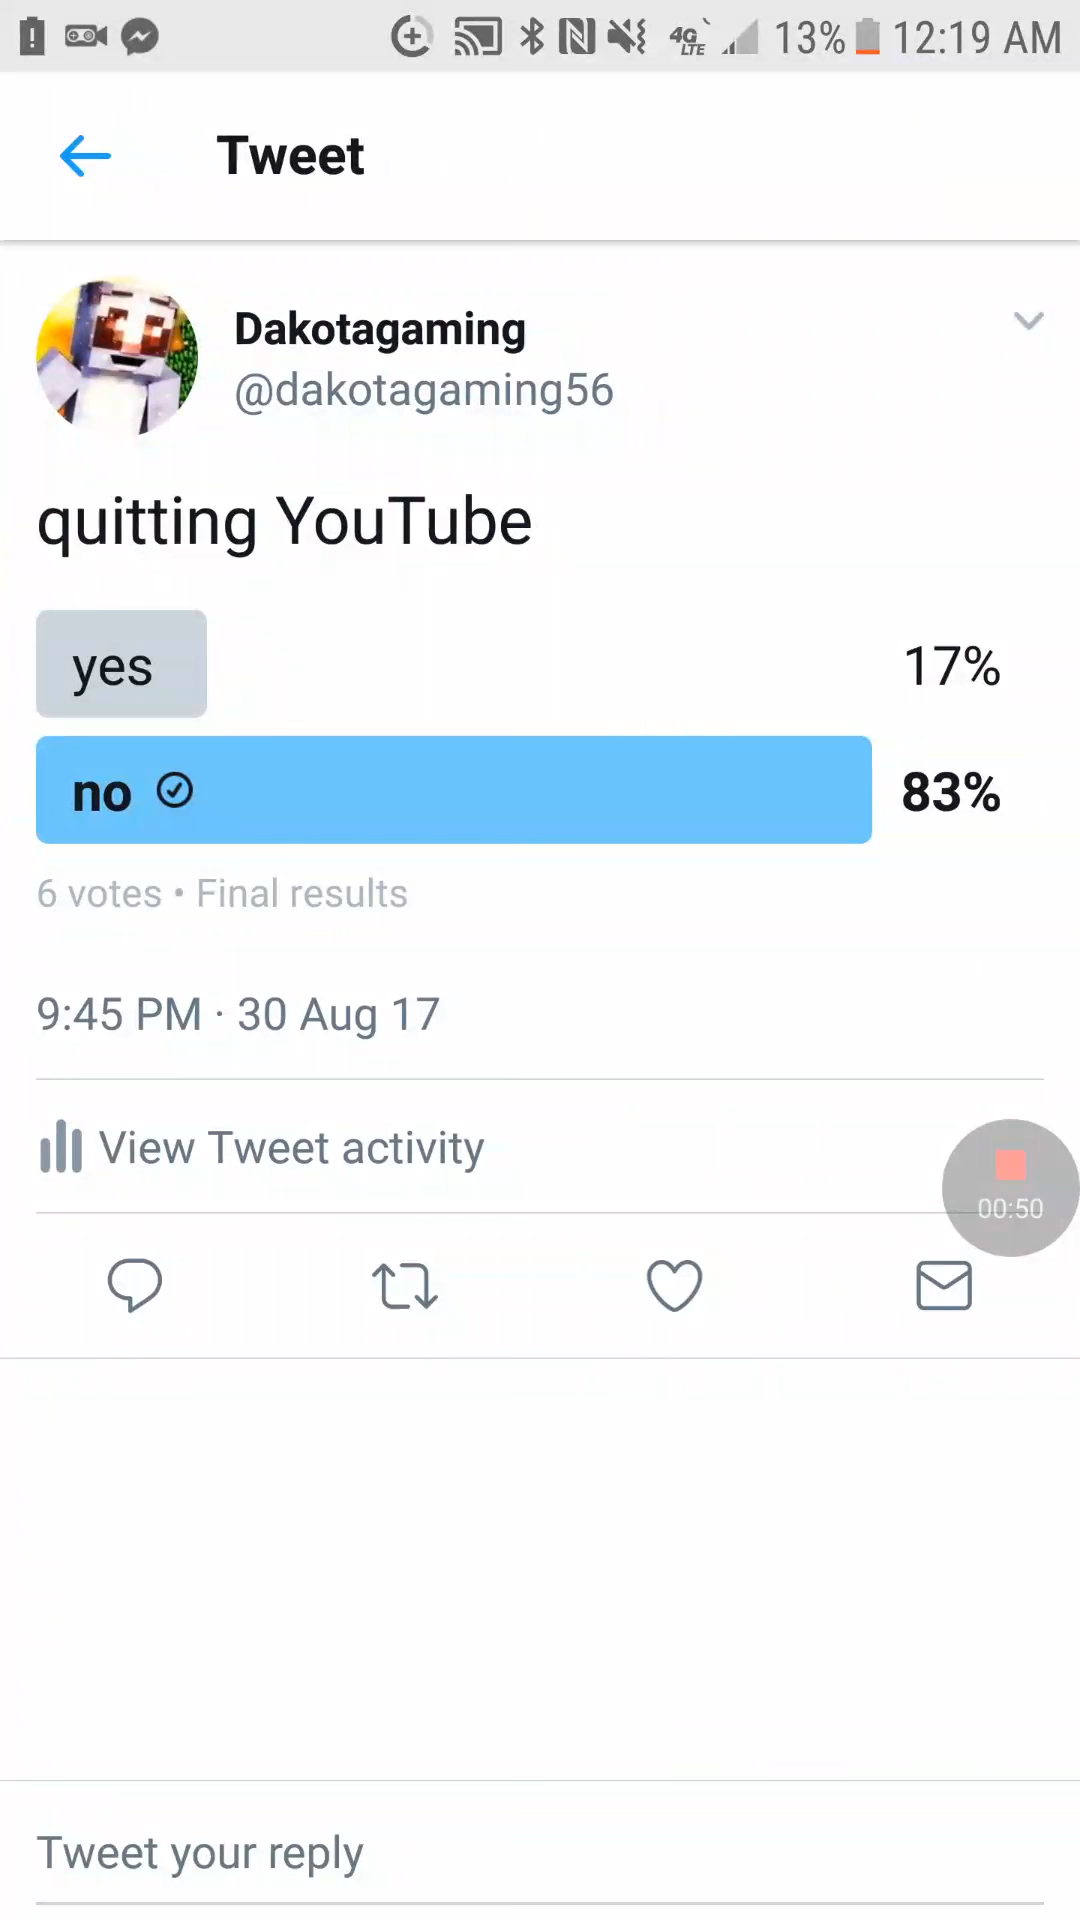 13% 12:19 AM
Tweet
Dakotagaming
@dakotagaming56
quitting YouTube
yes 17%
no 83%
6 votes • Final results
9:45 PM · 30 Aug 17
View Tweet activity
00:50
Tweet your reply